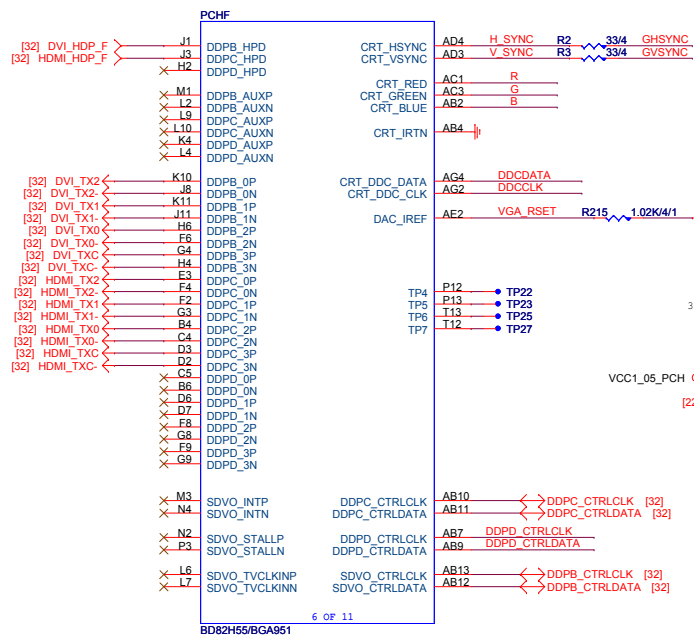 PCHF
[32] DVI_HDP_F J1 DDPB_HPD CRT_HSYNC AD4 H_SYNC R2 33/4 GHSYNC
[32] HDMI_HDP_F J3 DDPC_HPD CRT_VSYNC AD3 V_SYNC R3 33/4 GVSYNC
H2 DDPD_HPD
CRT_RED AC1 R
M1 DDPB_AUXP CRT_GREEN AC3 G
L2 DDPB_AUXN CRT_BLUE AB2 B
L9 DDPC_AUXP
L10 DDPC_AUXN CRT_IRTN AB4
K4 DDPD_AUXP
L4 DDPD_AUXN
[32] DVI_TX2 K10 DDPB_0P CRT_DDC_DATA AG4 DDCDATA
[32] DVI_TX2- J8 DDPB_0N CRT_DDC_CLK AG2 DDCCLK
[32] DVI_TX1 K11 DDPB_1P
[32] DVI_TX1- J11 DDPB_1N DAC_IREF AE2 VGA_RSET R215 1.02K/4/1
[32] DVI_TX0 H6 DDPB_2P
[32] DVI_TX0- F6 DDPB_2N
[32] DVI_TXC G4 DDPB_3P
[32] DVI_TXC- H4 DDPB_3N
[32] HDMI_TX2 E3 DDPC_0P
[32] HDMI_TX2- F4 DDPC_0N TP4 P12 TP22
[32] HDMI_TX1 F2 DDPC_1P TP5 P13 TP23
3
[32] HDMI_TX1- G3 DDPC_1N TP6 T13 TP25
[32] HDMI_TX0 B4 DDPC_2P TP7 T12 TP27
[32] HDMI_TX0- C4 DDPC_2N
[32] HDMI_TXC D3 DDPC_3P
[32] HDMI_TXC- D2 DDPC_3N
C5 DDPD_0P VCC1_05_PCH
B6 DDPD_0N
D6 DDPD_1P [22
D7 DDPD_1N
F8 DDPD_2P
G8 DDPD_2N
F9 DDPD_3P
G9 DDPD_3N
M3 SDVO_INTP DDPC_CTRLCLK AB10 DDPC_CTRLCLK [32]
N4 SDVO_INTN DDPC_CTRLDATA AB11 DDPC_CTRLDATA [32]
N2 SDVO_STALLP DDPD_CTRLCLK AB7 DDPD_CTRLCLK
P3 SDVO_STALLN DDPD_CTRLDATA AB9 DDPD_CTRLDATA
L6 SDVO_TVCLKINP SDVO_CTRLCLK AB13 DDPB_CTRLCLK [32]
L7 SDVO_TVCLKINN SDVO_CTRLDATA AB12 DDPB_CTRLDATA [32]
6 OF 11
BD82H55/BGA951